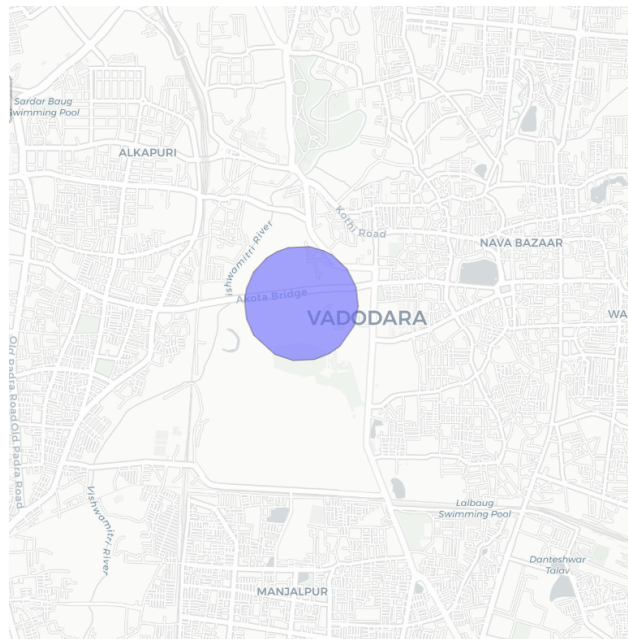 Sardar Baug
Swimming Pool
ALKAPURI
Kothi Road
ishwamitri River
NAVA BAZAAR
Akota Bridge
VADODARA
WA
Old Padra Road
Old Padra Road
Vishwamitri River
Lalbaug
Swimming Pool
Danteshwar
Talav
MANJALPUR